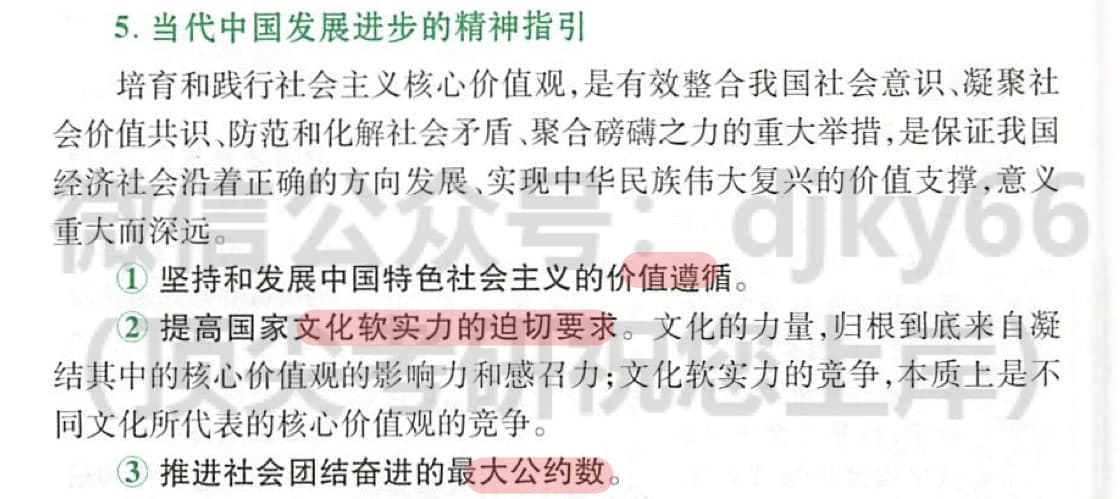 5. 当代中国发展进步的精神指引
培育和践行社会主义核心价值观,是有效整合我国社会意识、凝聚社
会价值共识、防范和化解社会矛盾、聚合磅礴之力的重大举措,是保证我国
经济社会沿着正确的方向发展、实现中华民族伟大复兴的价值支撑,意义
重大而深远。
微信公众号:djky66
① 坚持和发展中国特色社会主义的价值遵循。
② 提高国家文化软实力的迫切要求。文化的力量,归根到底来自凝
结其中的核心价值观的影响力和感召力;文化软实力的竞争,本质上是不
(顶尖考研祝您上岸)
同文化所代表的核心价值观的竞争。
③ 推进社会团结奋进的最大公约数。